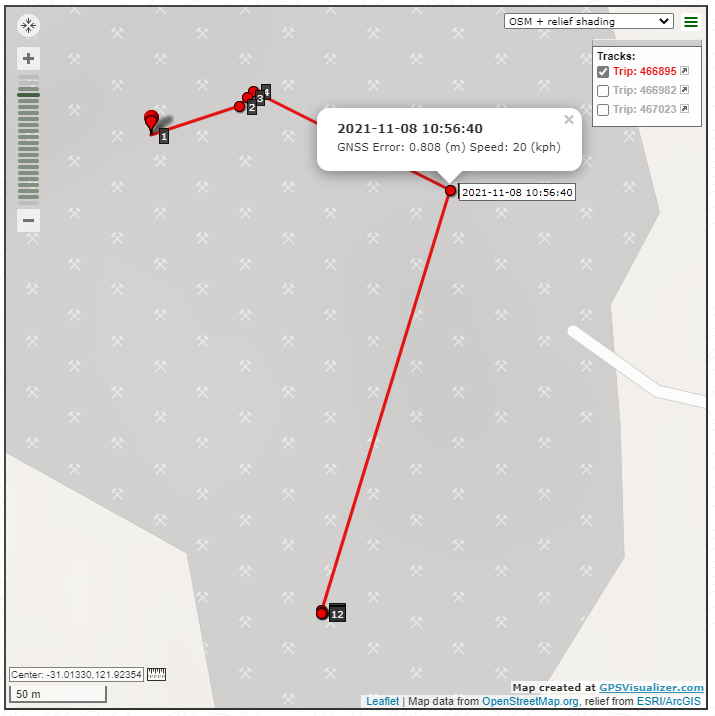 OSM + relief shading
Tracks:
Trip: 466895
Trip: 466982
Trip: 467023
4
3
2
1
2021-11-08 10:56:40
GNSS Error: 0.808 (m) Speed: 20 (kph)
2021-11-08 10:56:40
12
Center: -31.01330,121.92354
50 m
Map created at GPSVisualizer.com
Leaflet | Map data from OpenStreetMap.org, relief from ESRI/ArcGIS